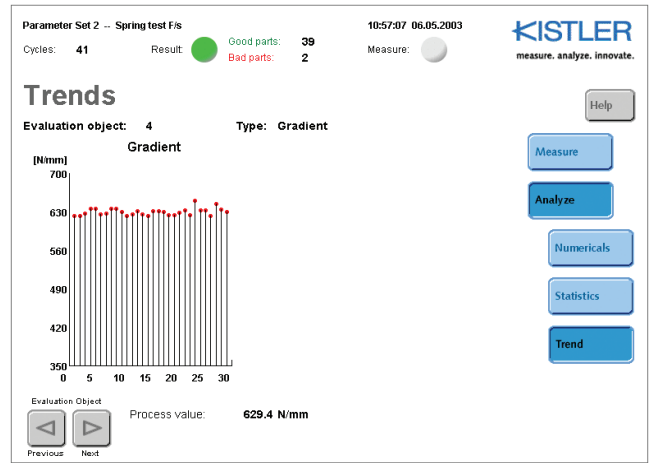 Parameter Set 2 -- Spring test F/s
10:57:07 06.05.2003
KISTLER
measure. analyze. innovate.
Cycles: 41 Result: Good parts: 39 Measure:
Bad parts: 2
Trends
Help
Evaluation object: 4 Type: Gradient
Gradient
[N/mm]
700
630
560
490
420
350
0 5 10 15 20 25 30
Measure
Analyze
Numericals
Statistics
Trend
Evaluation Object
Process value: 629.4 N/mm
Previous Next